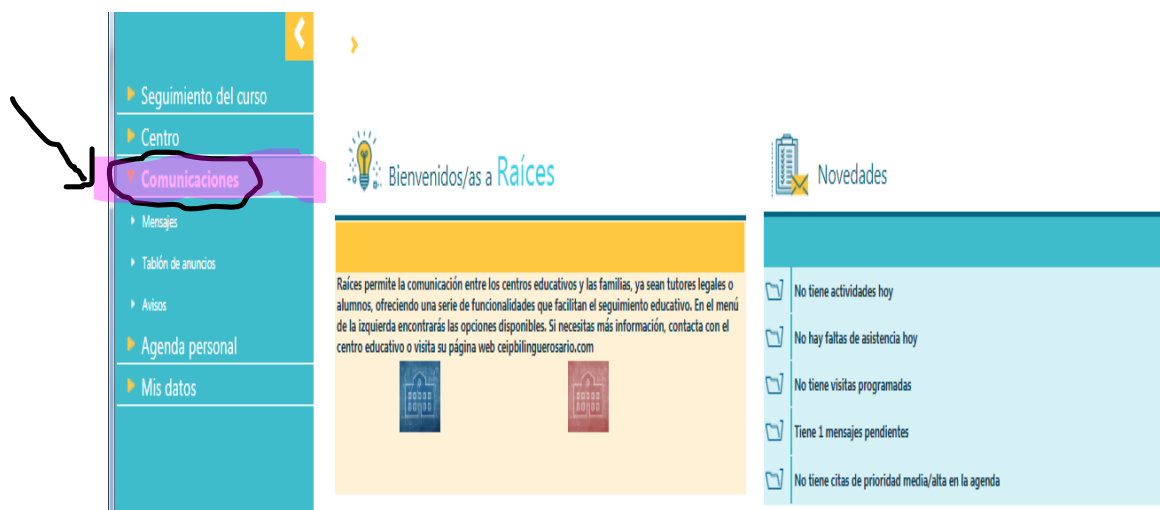 Seguimiento del curso
Centro
Comunicaciones
Mensajes
Tablón de anuncios
Avisos
Agenda personal
Mis datos
Bienvenidos/as a Raíces
Raíces permite la comunicación entre los centros educativos y las familias, ya sean tutores legales o
alumnos, ofreciendo una serie de funcionalidades que facilitan el seguimiento educativo. En el menú
de la izquierda encontrarás las opciones disponibles. Si necesitas más información, contacta con el
centro educativo o visita su página web ceipbilinguerosario.com
Novedades
No tiene actividades hoy
No hay faltas de asistencia hoy
No tiene visitas programadas
Tiene 1 mensajes pendientes
No tiene citas de prioridad media/alta en la agenda